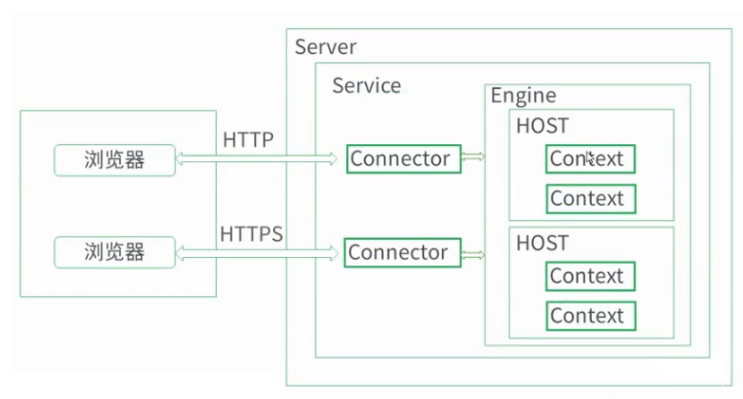 Server
Service
Engine
HOST
HTTP
浏览器
Connector
Context
Context
HTTPS
浏览器
Connector
HOST
Context
Context